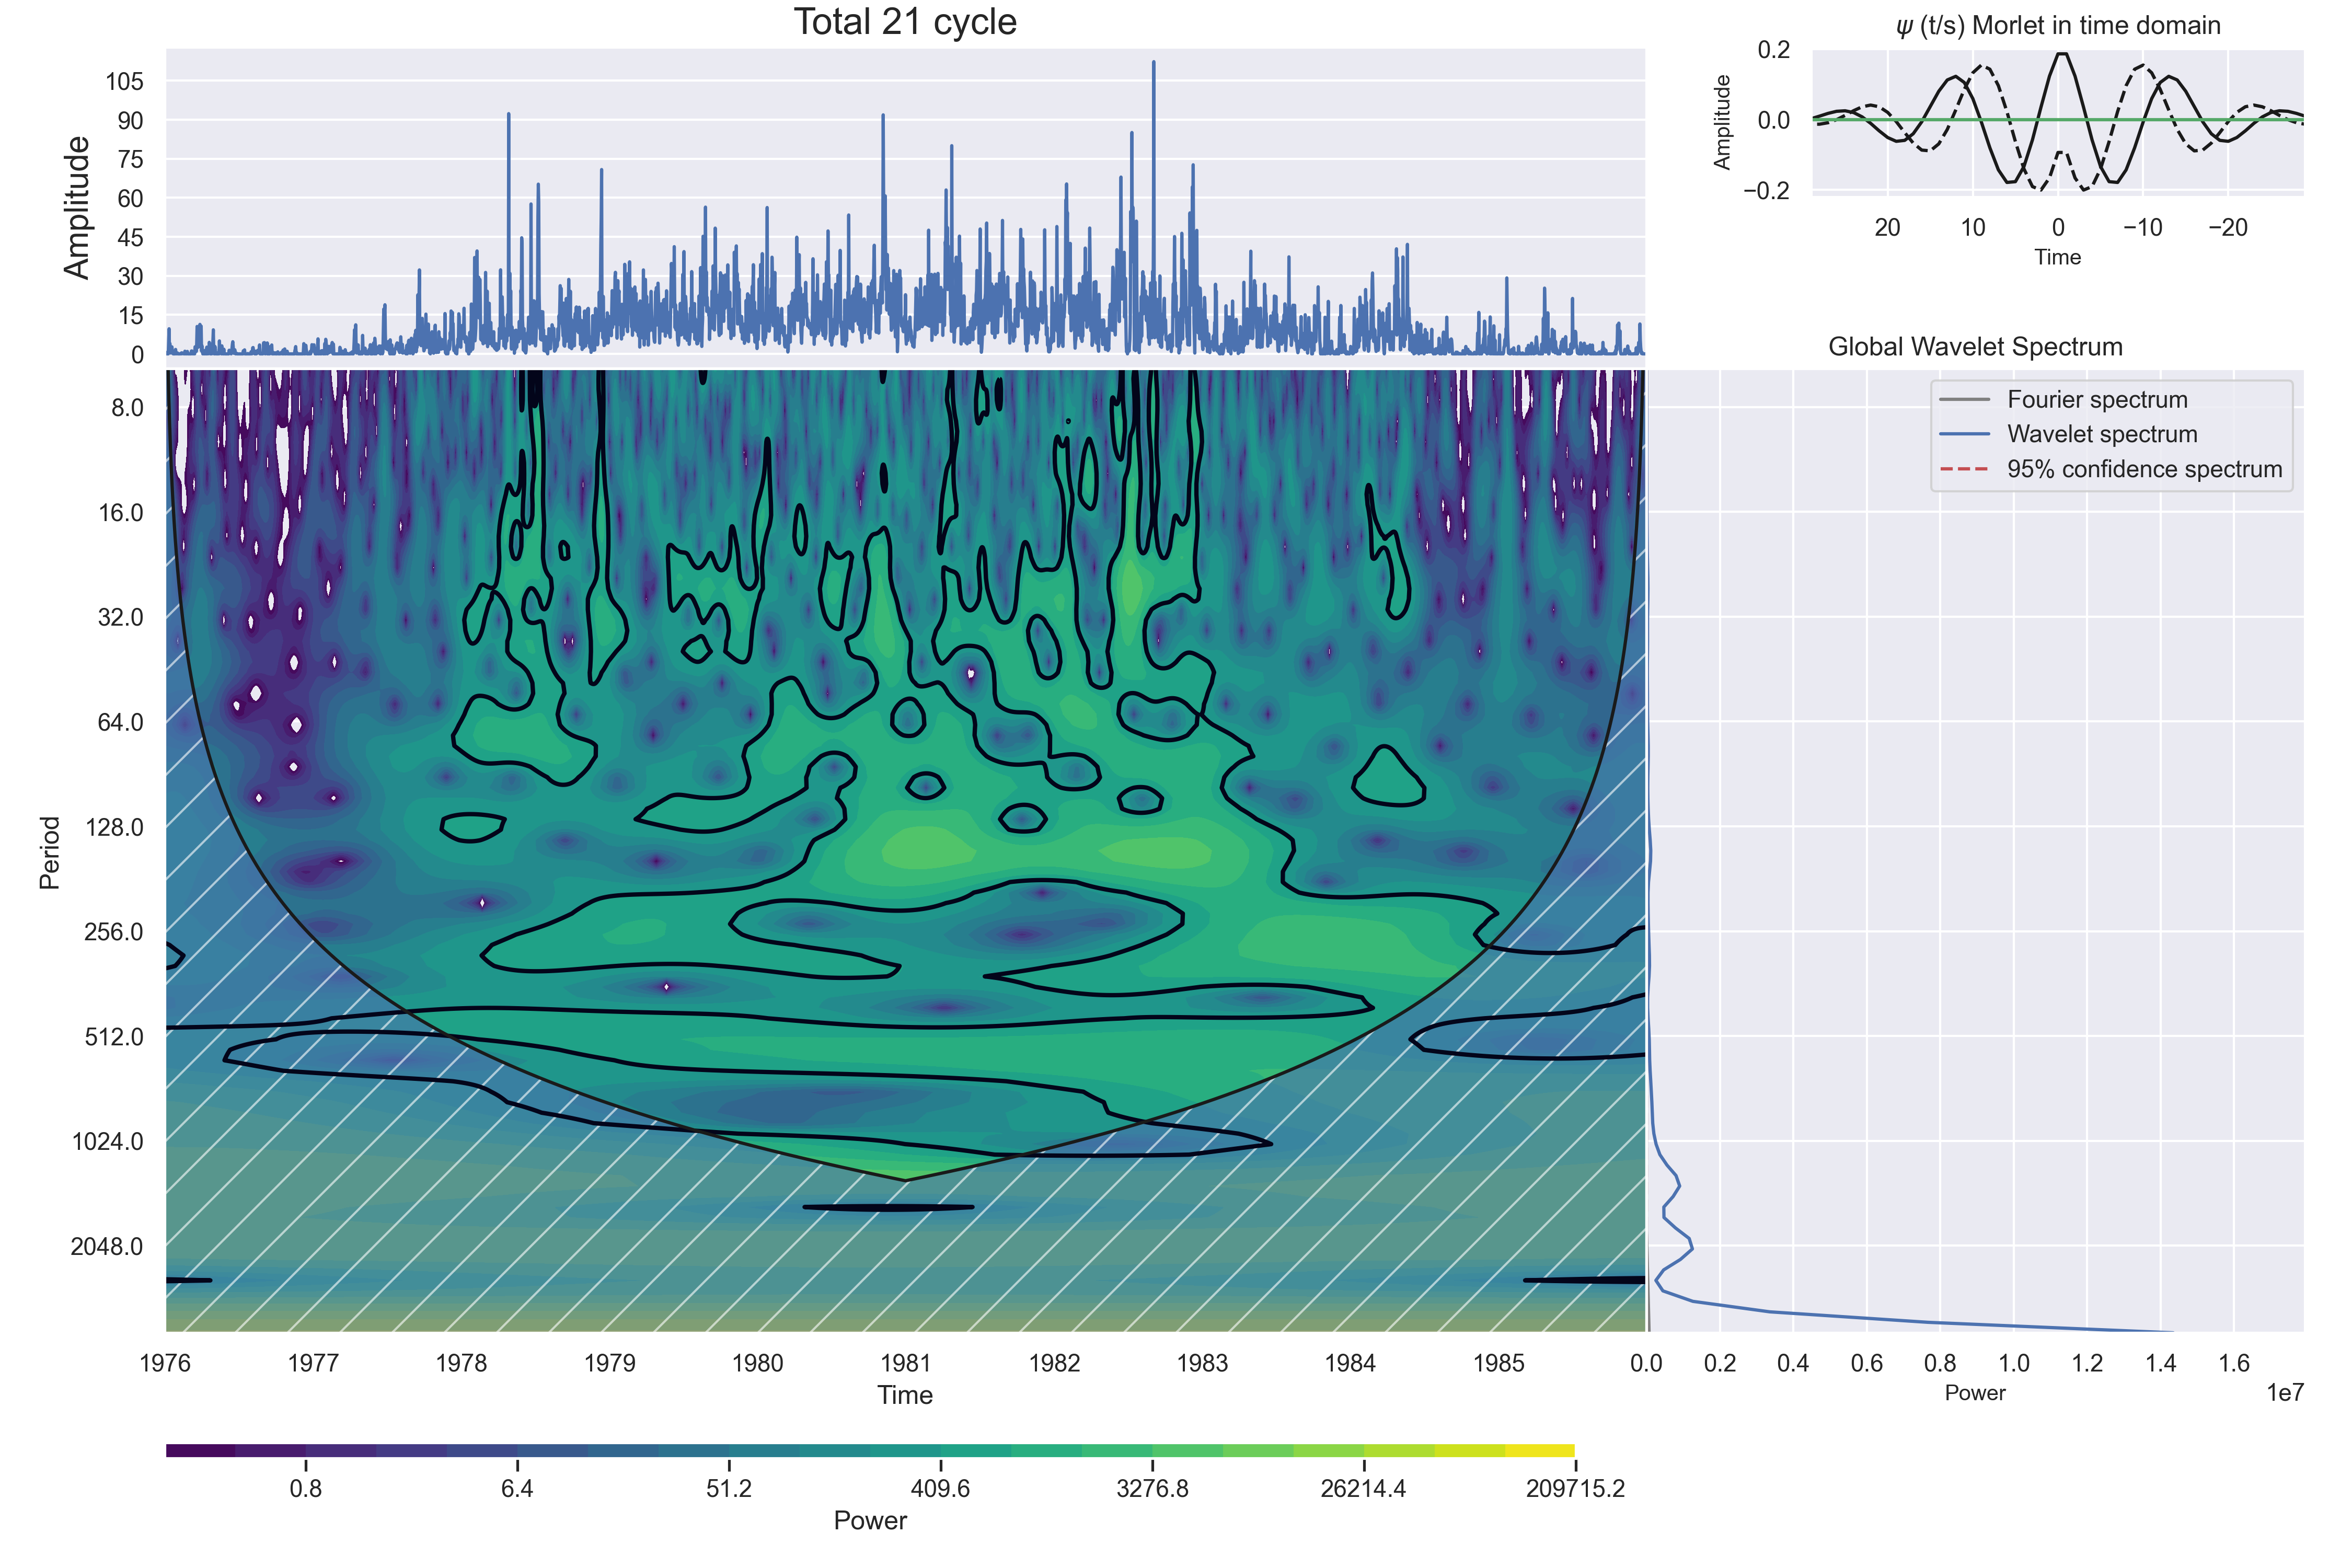 Total 21 cycle
Amplitude
105
90
75
60
45
30
15
0
ψ (t/s) Morlet in time domain
Amplitude
0.2
0.0
−0.2
20 10 0 −10 −20
Time
Period
8.0
16.0
32.0
64.0
128.0
256.0
512.0
1024.0
2048.0
1976 1977 1978 1979 1980 1981 1982 1983 1984 1985
Time
Global Wavelet Spectrum
Fourier spectrum
Wavelet spectrum
95% confidence spectrum
0.0 0.2 0.4 0.6 0.8 1.0 1.2 1.4 1.6
Power
1e7
0.8 6.4 51.2 409.6 3276.8 26214.4 209715.2
Power